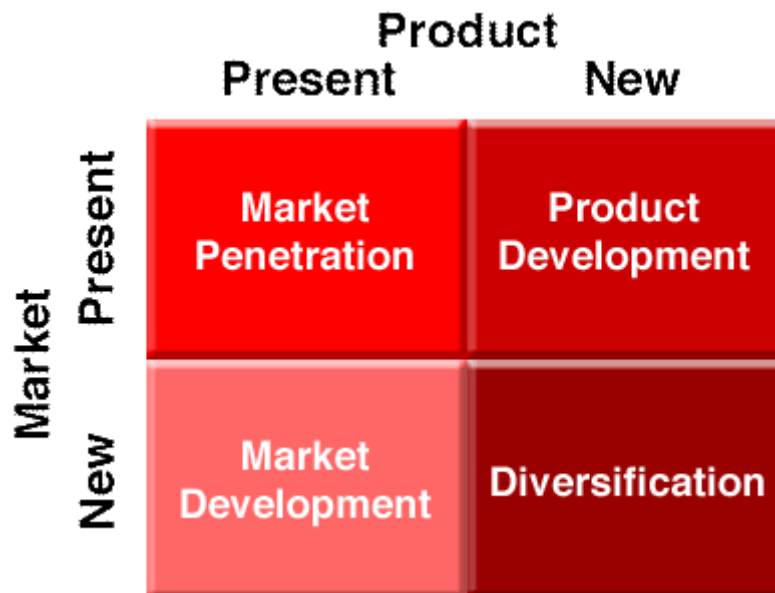 Product
Present New
Market
Present
Market
Penetration
Product
Development
New
Market
Development
Diversification